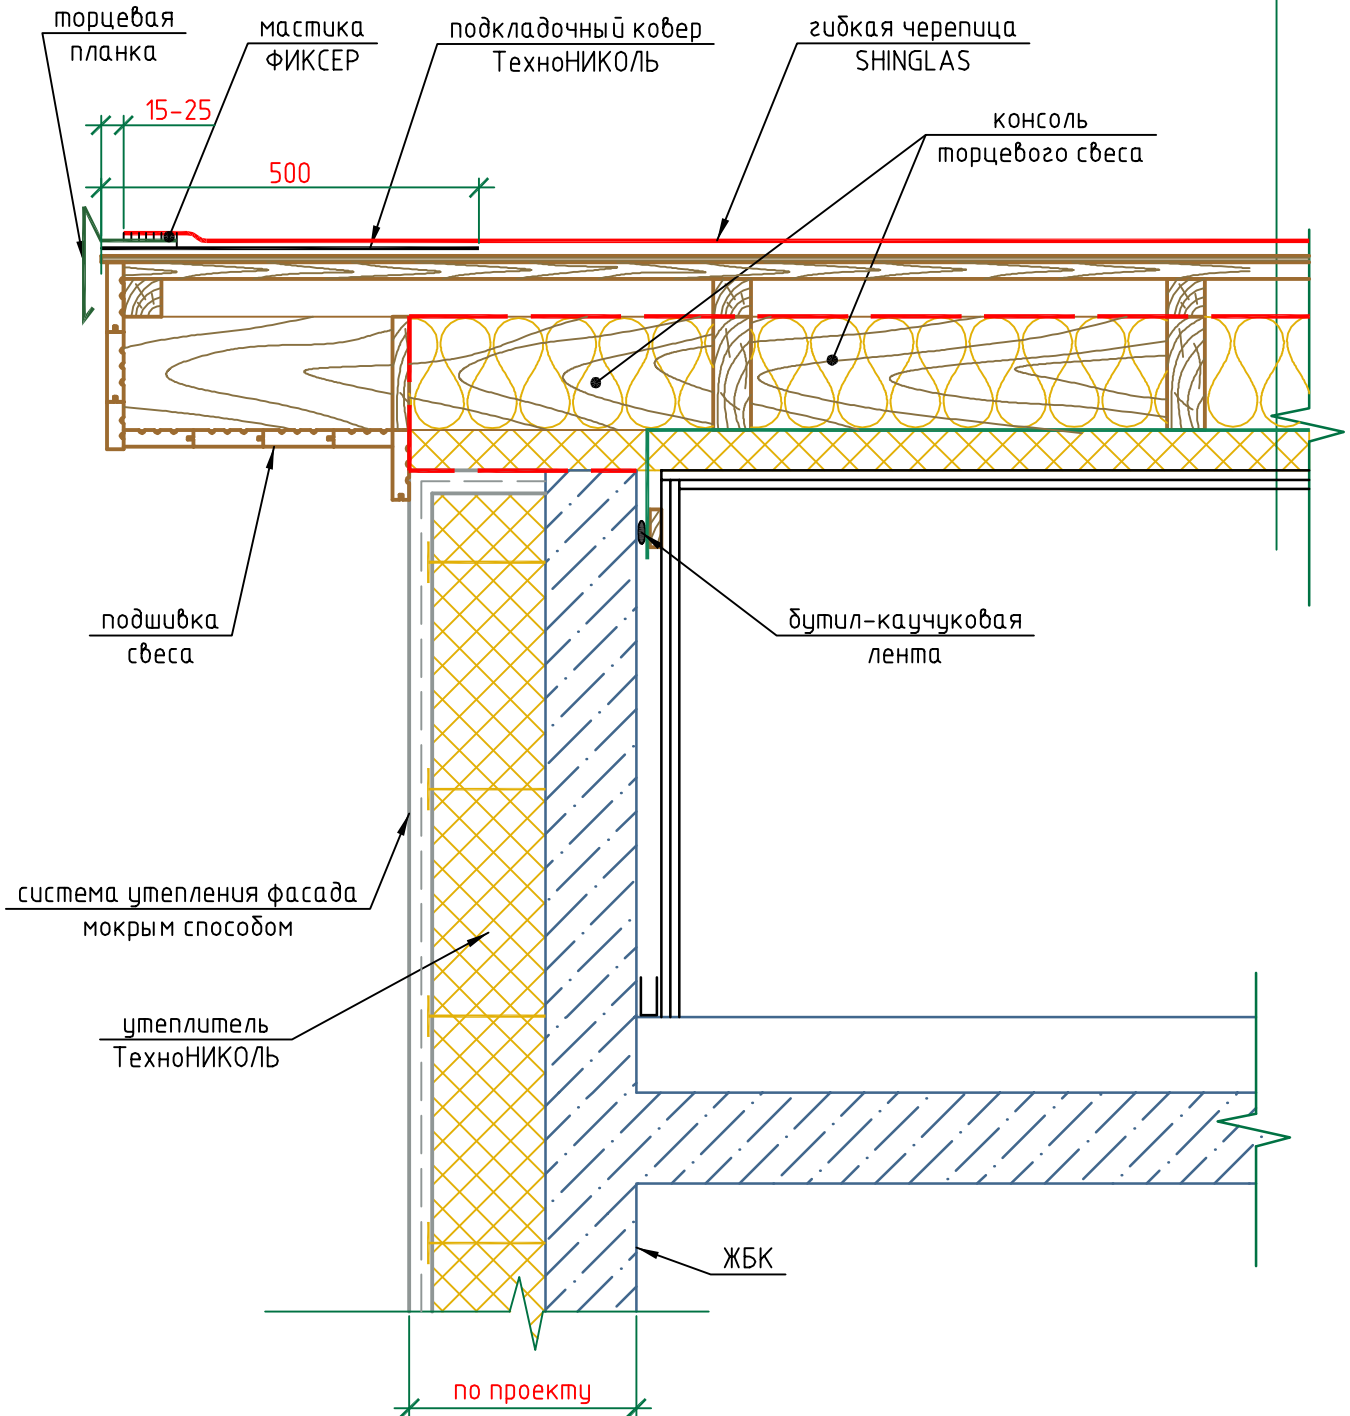 торцевая
планка
мастика
ФИКСЕР
подкладочный ковер
ТехноНИКОЛЬ
гибкая черепица
SHINGLAS
15-25
консоль
торцевого свеса
500
подшивка
свеса
бутил-каучуковая
лента
система утепления фасада
мокрым способом
утеплитель
ТехноНИКОЛЬ
ЖБК
по проекту